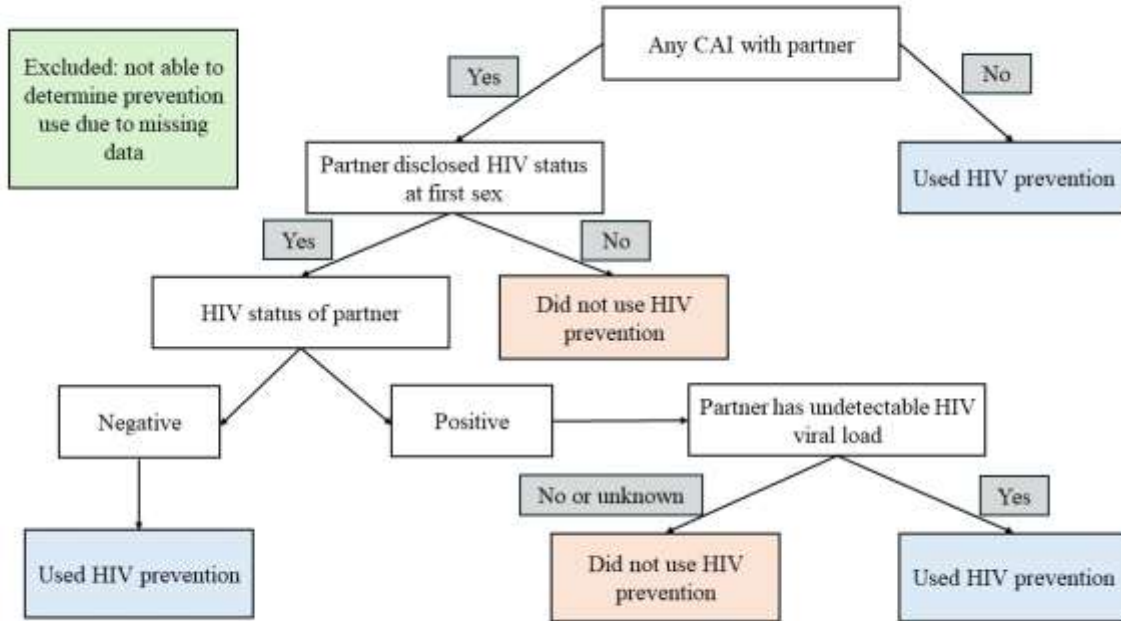 Any CAI with partner
Excluded: not able to
determine prevention
use due to missing
data
Yes
No
Partner disclosed HIV status
at first sex
Used HIV prevention
Yes
No
HIV status of partner
Did not use HIV
prevention
Negative
Positive
Partner has undetectable HIV
viral load
No or unknown
Yes
Used HIV prevention
Did not use HIV
prevention
Used HIV prevention